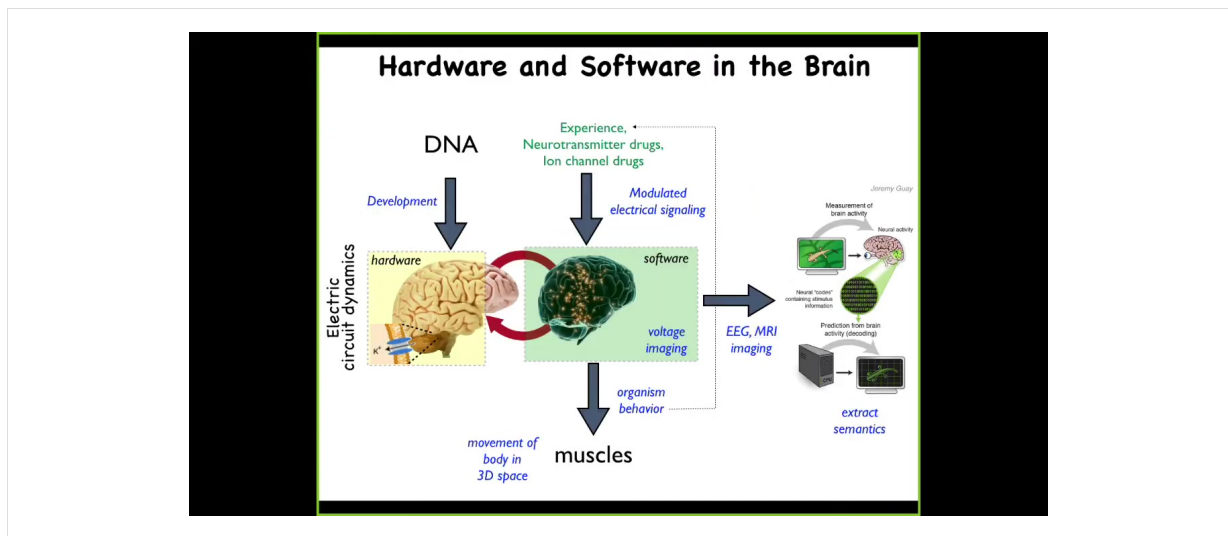 Hardware and Software in the Brain
DNA
Experience,
Neurotransmitter drugs,
Ion channel drugs
Development
Modulated
electrical signaling
Electric
circuit dynamics
hardware
K+
software
voltage
imaging
EEG, MRI
imaging
organism
behavior
movement of
body in
3D space
muscles
Jeremy Guay
Measurement of
brain activity
Neural activity
Neural "codes"
containing stimulus
information
Prediction from brain
activity (decoding)
extract
semantics